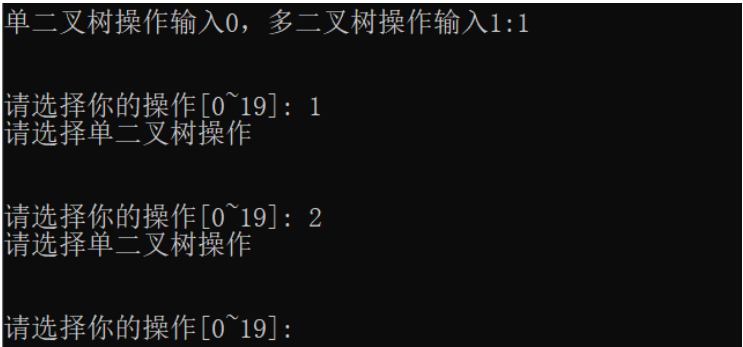 单二叉树操作输入0，多二叉树操作输入1:1
请选择你的操作[0~19]: 1
请选择单二叉树操作
请选择你的操作[0~19]: 2
请选择单二叉树操作
请选择你的操作[0~19]: